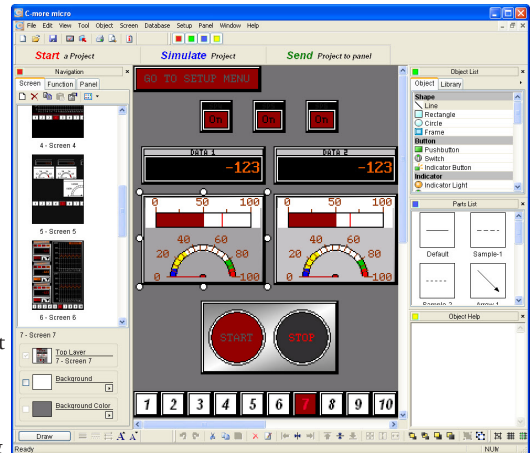 C-more micro
File Edit View Tool Object Screen Database Setup Panel Window Help
Start a Project
Simulate Project
Send Project to panel
Navigation
Screen Function Panel
4 - Screen 4
5 - Screen 5
6 - Screen 6
7 - Screen 7
Top Layer
7 - Screen 7
Background
Background Color
Draw
Ready
GO TO SETUP MENU
On On On
DATA 1 DATA 2
-123 -123
0 50 100 0 50 100
40 60 40 60
20 80 20 80
0 100 0 100
START STOP
1 2 3 4 5 6 7 8 9 10
Object List
Object Library
Shape
Line
Rectangle
Circle
Frame
Button
Pushbutton
Switch
Indicator Button
Indicator
Indicator Light
Parts List
Default Sample-1
Sample-2 Arrow 1
Object Help
NUM